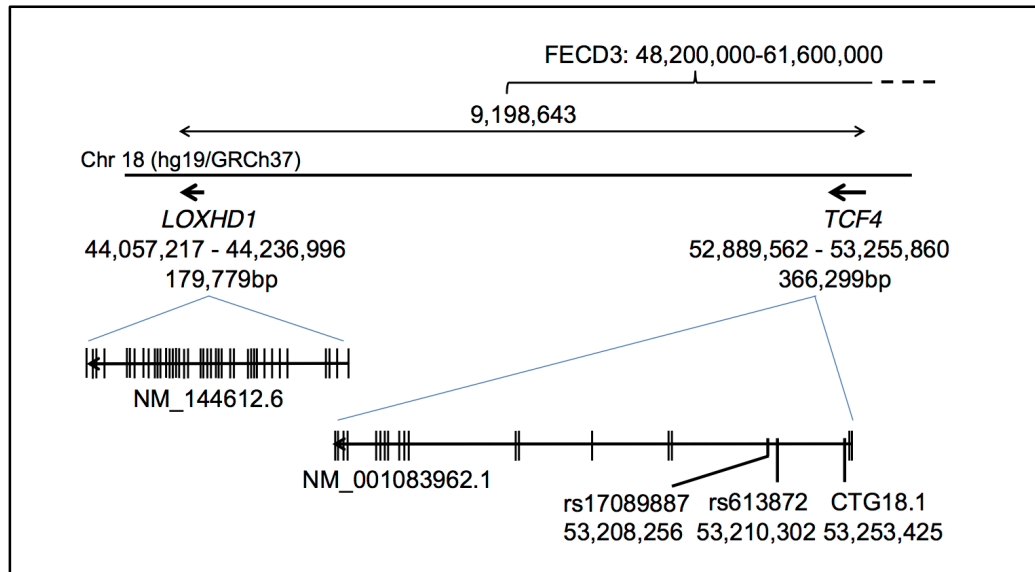 FECD3: 48,200,000-61,600,000
9,198,643
Chr 18 (hg19/GRCh37)
LOXHD1
44,057,217 - 44,236,996
179,779bp
TCF4
52,889,562 - 53,255,860
366,299bp
NM_144612.6
NM_001083962.1
rs17089887
53,208,256
rs613872
53,210,302
CTG18.1
53,253,425